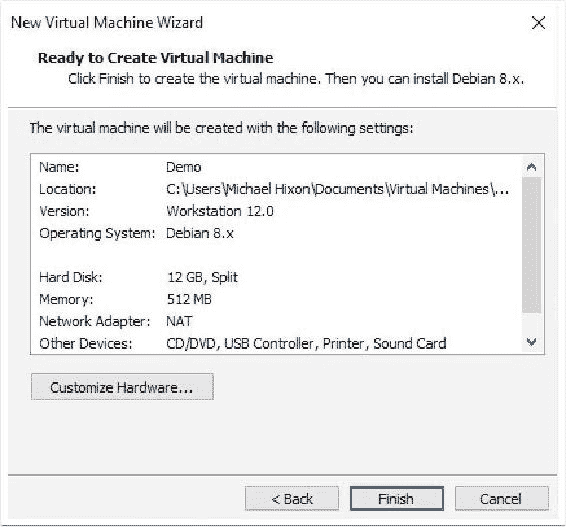 New Virtual Machine Wizard
Ready to Create Virtual Machine
Click Finish to create the virtual machine. Then you can install Debian 8.x.
The virtual machine will be created with the following settings:
Name: Demo
Location: C:\Users\Michael Hixon\Documents\Virtual Machines\...
Version: Workstation 12.0
Operating System: Debian 8.x
Hard Disk: 12 GB, Split
Memory: 512 MB
Network Adapter: NAT
Other Devices: CD/DVD, USB Controller, Printer, Sound Card
Customize Hardware...
< Back Finish Cancel